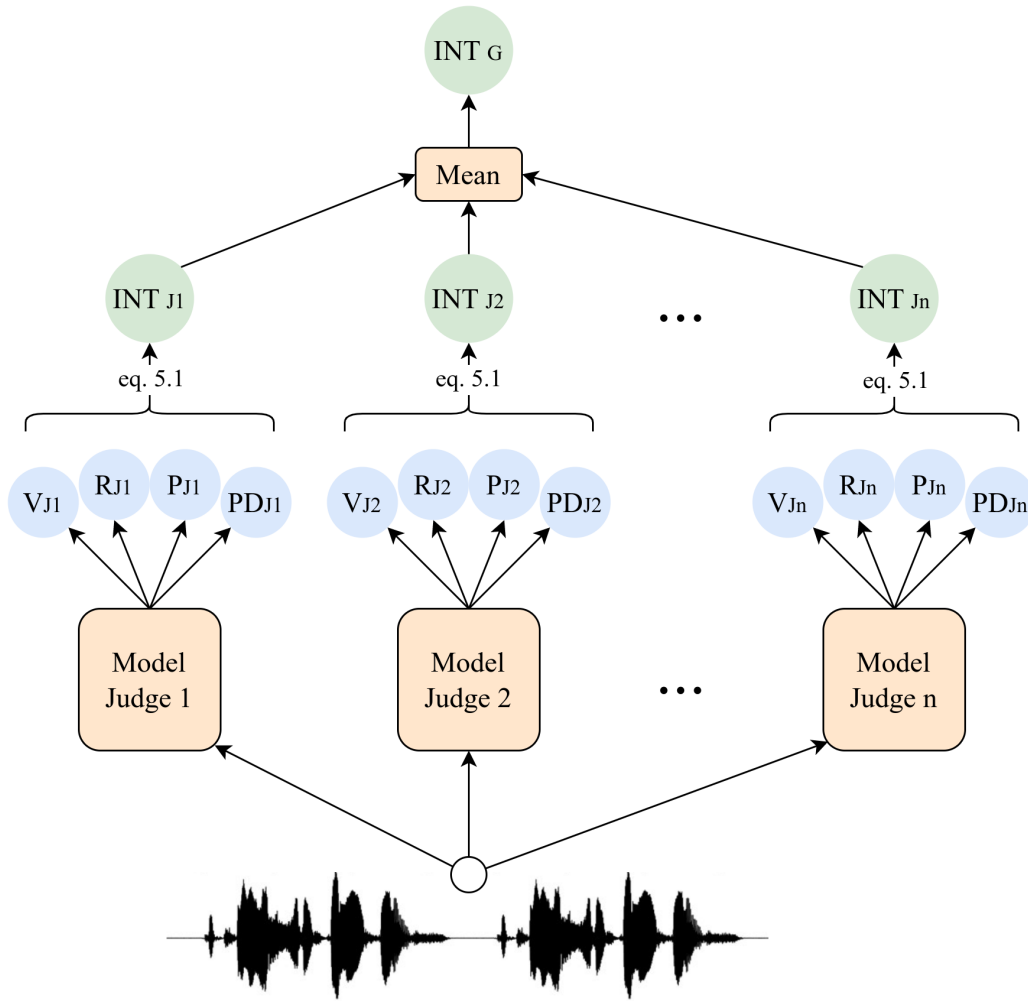 INT G
Mean
INT J1
INT J2
...
INT Jn
eq. 5.1
eq. 5.1
eq. 5.1
VJ1
RJ1
PJ1
PDJ1
VJ2
RJ2
PJ2
PDJ2
VJn
RJn
PJn
PDJn
Model
Judge 1
Model
Judge 2
...
Model
Judge n